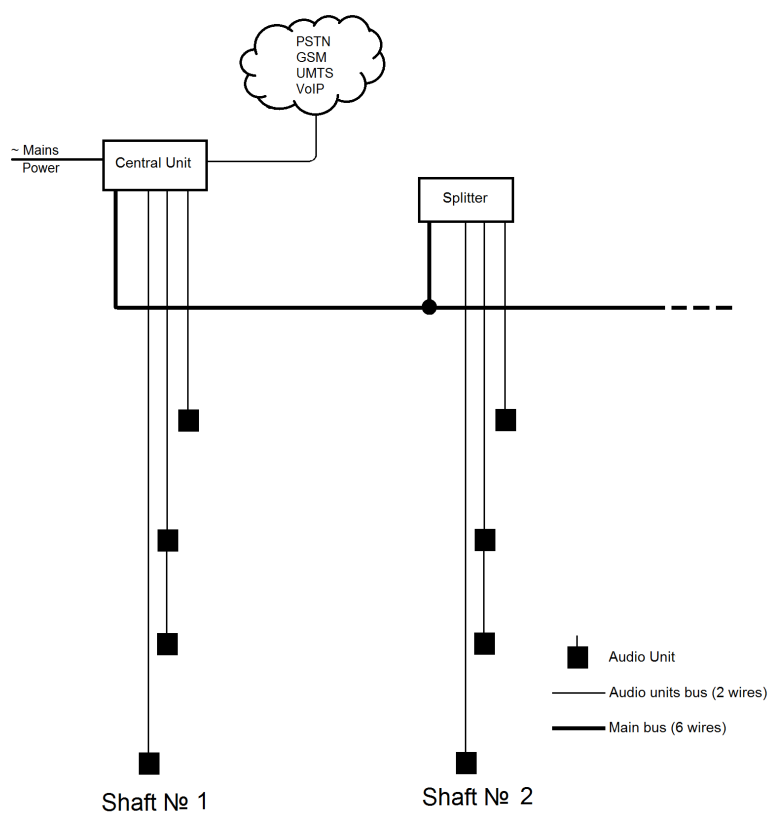 PSTN
GSM
UMTS
VoIP
~ Mains
Power
Central Unit
Splitter
Audio Unit
Audio units bus (2 wires)
Main bus (6 wires)
Shaft № 1
Shaft № 2